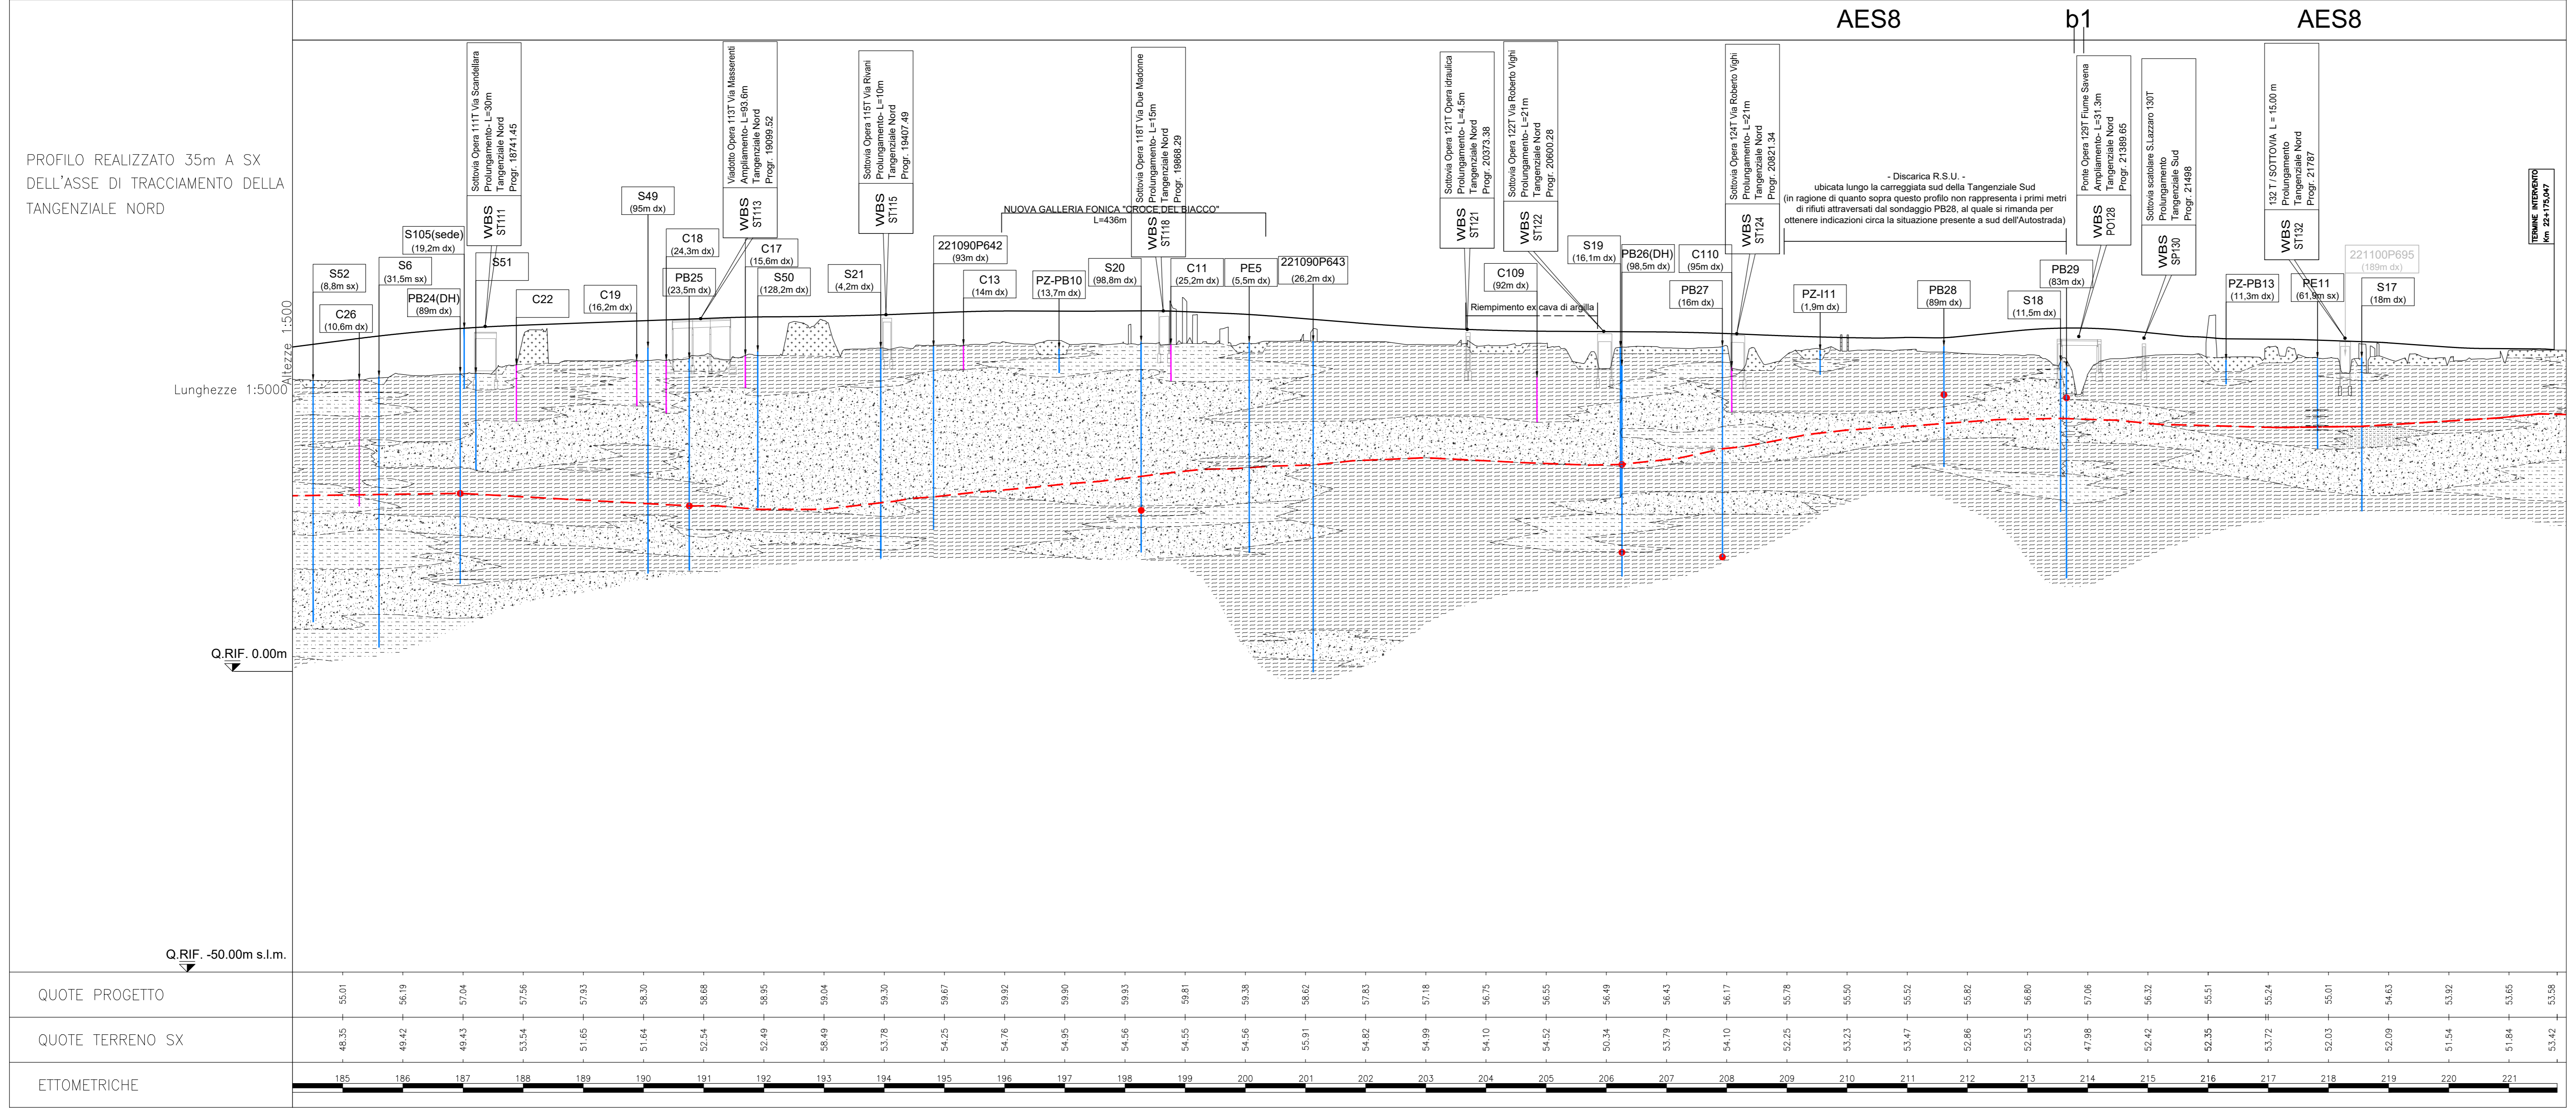 AES8
b1
AES8
PROFILO REALIZZATO 35m A SX
DELL'ASSE DI TRACCIAMENTO DELLA
TANGENZIALE NORD
Sottovia Opera 111T Via Scandellara
Prolungamento- L=30m
Tangenziale Nord
Progr. 18741.45
WBS
ST111
Viadotto Opera 113T Via Masserenti
Ampliamento- L=93.6m
Tangenziale Nord
Progr. 19099.52
WBS
ST113
Sottovia Opera 115T Via Rivani
Prolungamento- L=10m
Tangenziale Nord
Progr. 19407.49
WBS
ST115
Sottovia Opera 118T Via Due Madonne
Prolungamento- L=15m
Tangenziale Nord
Progr. 19868.29
WBS
ST118
Sottovia Opera 121T Opera idraulica
Prolungamento- L=4.5m
Tangenziale Nord
Progr. 20373.38
WBS
ST121
Sottovia Opera 122T Via Roberto Vighi
Prolungamento- L=21m
Tangenziale Nord
Progr. 20600.28
WBS
ST122
Sottovia Opera 124T Via Roberto Vighi
Prolungamento- L=21m
Tangenziale Nord
Progr. 20821.34
WBS
ST124
Ponte Opera 129T Fiume Savena
Ampliamento- L=31.3m
Tangenziale Nord
Progr. 21389.65
WBS
PO128
Sottovia scatolare S.Lazzaro 130T
Prolungamento
Tangenziale Sud
Progr. 21498
WBS
SP130
132 T / SOTTOVIA L = 15.00 m
Prolungamento
Tangenziale Nord
Progr. 21787
WBS
ST132
TERMINE INTERVENTO
Km 22+175,047
- Discarica R.S.U. -
ubicata lungo la carreggiata sud della Tangenziale Sud
(in ragione di quanto sopra questo profilo non rappresenta i primi metri
di rifiuti attraversati dal sondaggio PB28, al quale si rimanda per
ottenere indicazioni circa la situazione presente a sud dell'Autostrada)
NUOVA GALLERIA FONICA "CROCE DEL BIACCO"
L=436m
Riempimento ex cava di argilla
S52
(8,8m sx)
C26
(10,6m dx)
S6
(31,5m sx)
S105(sede)
(19,2m dx)
PB24(DH)
(89m dx)
S51
C22
C19
(16,2m dx)
S49
(95m dx)
C18
(24,3m dx)
PB25
(23,5m dx)
C17
(15,6m dx)
S50
(128,2m dx)
S21
(4,2m dx)
221090P642
(93m dx)
C13
(14m dx)
PZ-PB10
(13,7m dx)
S20
(98,8m dx)
C11
(25,2m dx)
PE5
(5,5m dx)
221090P643
(26,2m dx)
C109
(92m dx)
S19
(16,1m dx)
PB26(DH)
(98,5m dx)
C110
(95m dx)
PB27
(16m dx)
PZ-I11
(1,9m dx)
PB28
(89m dx)
S18
(11,5m dx)
PB29
(83m dx)
PZ-PB13
(11,3m dx)
PE11
(61,9m sx)
221100P695
(189m dx)
S17
(18m dx)
Altezze 1:500
Lunghezze 1:5000
Q.RIF. 0.00m
Q.RIF. -50.00m s.l.m.
QUOTE PROGETTO 55.01 56.19 57.04 57.56 57.93 58.30 58.68 58.95 59.04 59.30 59.67 59.92 59.90 59.93 59.81 59.38 58.62 57.83 57.18 56.75 56.55 56.49 56.43 56.17 55.78 55.50 55.52 55.82 56.80 57.06 56.32 55.51 55.24 55.01 54.63 53.92 53.65 53.58
QUOTE TERRENO SX 48.35 49.42 49.43 53.54 51.65 51.64 52.54 52.49 58.49 53.78 54.25 54.76 54.95 54.56 54.55 54.56 55.91 54.82 54.99 54.10 54.52 50.34 53.79 54.10 52.25 53.23 53.47 52.86 52.53 47.98 52.42 52.35 53.72 52.03 52.09 51.54 51.84 53.42
ETTOMETRICHE 185 186 187 188 189 190 191 192 193 194 195 196 197 198 199 200 201 202 203 204 205 206 207 208 209 210 211 212 213 214 215 216 217 218 219 220 221